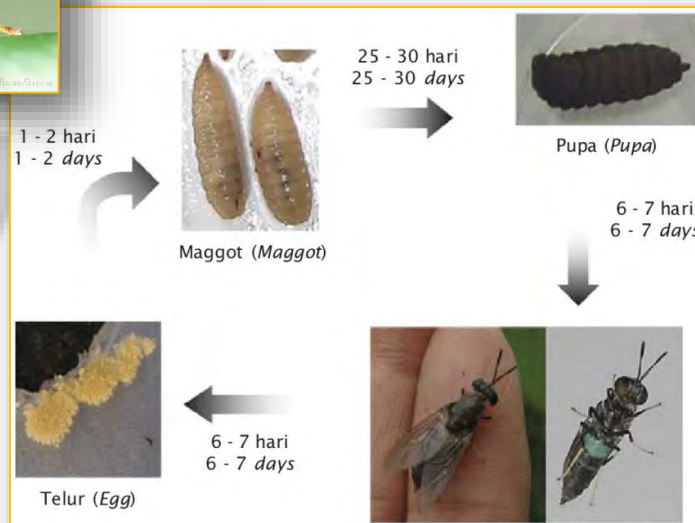 1 - 2 hari
1 - 2 days
25 - 30 hari
25 - 30 days
Pupa (Pupa)
Maggot (Maggot)
6 - 7 hari
6 - 7 days
6 - 7 hari
6 - 7 days
Telur (Egg)